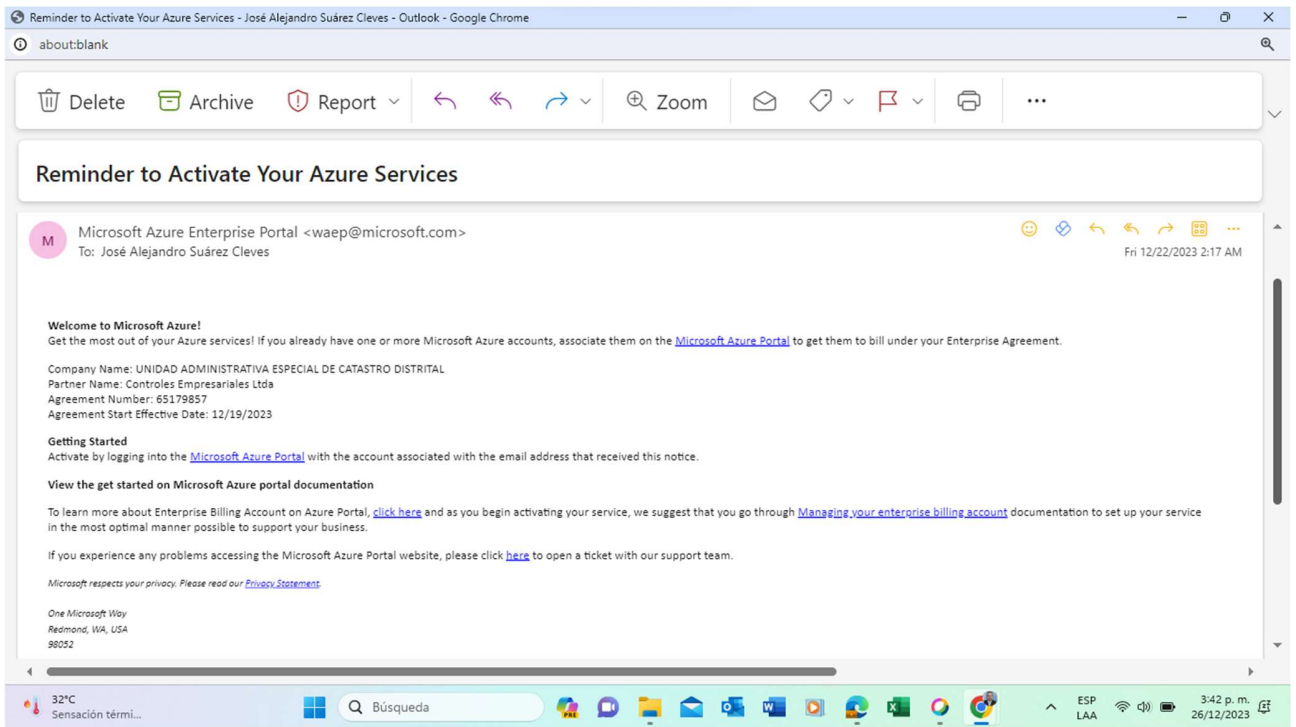 Reminder to Activate Your Azure Services - José Alejandro Suárez Cleves - Outlook - Google Chrome
about:blank
Delete Archive Report Zoom
Reminder to Activate Your Azure Services
M
Microsoft Azure Enterprise Portal <waep@microsoft.com>
To: José Alejandro Suárez Cleves
Fri 12/22/2023 2:17 AM
Welcome to Microsoft Azure!
Get the most out of your Azure services! If you already have one or more Microsoft Azure accounts, associate them on the Microsoft Azure Portal to get them to bill under your Enterprise Agreement.
Company Name: UNIDAD ADMINISTRATIVA ESPECIAL DE CATASTRO DISTRITAL
Partner Name: Controles Empresariales Ltda
Agreement Number: 65179857
Agreement Start Effective Date: 12/19/2023
Getting Started
Activate by logging into the Microsoft Azure Portal with the account associated with the email address that received this notice.
View the get started on Microsoft Azure portal documentation
To learn more about Enterprise Billing Account on Azure Portal, click here and as you begin activating your service, we suggest that you go through Managing your enterprise billing account documentation to set up your service
in the most optimal manner possible to support your business.
If you experience any problems accessing the Microsoft Azure Portal website, please click here to open a ticket with our support team.
Microsoft respects your privacy. Please read our Privacy Statement.
One Microsoft Way
Redmond, WA, USA
98052
32°C
Sensación térmi...
Búsqueda
PRE
ESP
LAA
3:42 p. m.
26/12/2023